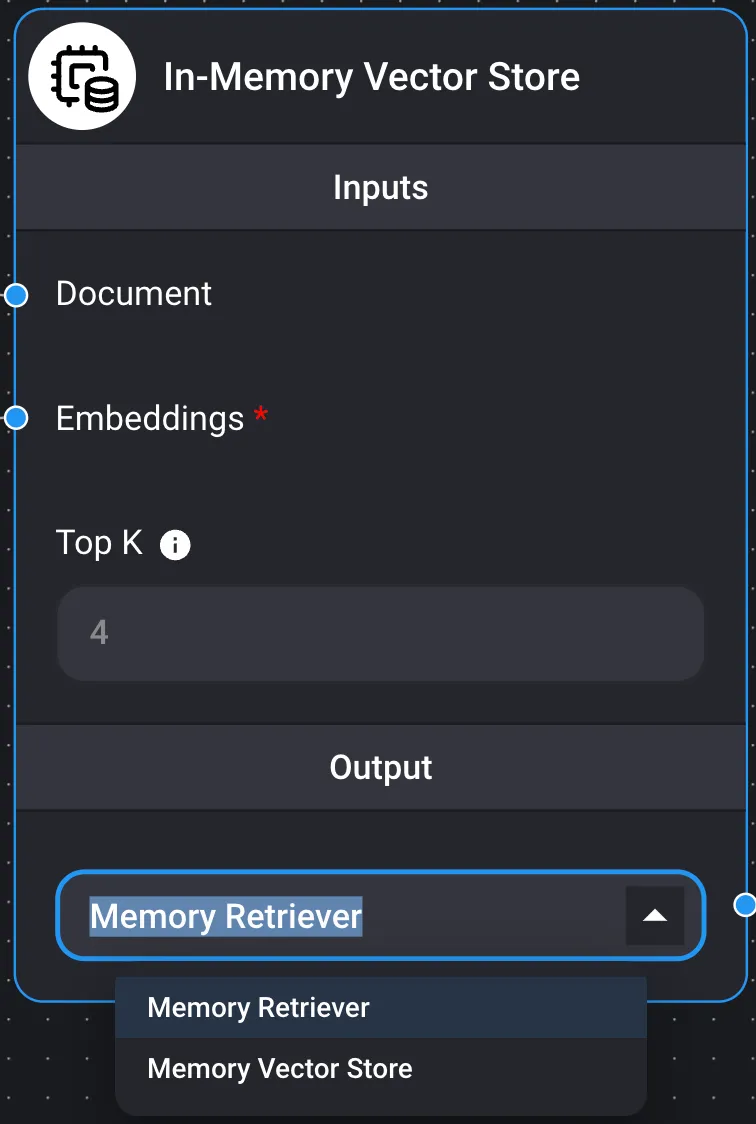 In-Memory Vector Store
Inputs
Document
Embeddings *
Top K
4
Output
Memory Retriever
Memory Retriever
Memory Vector Store